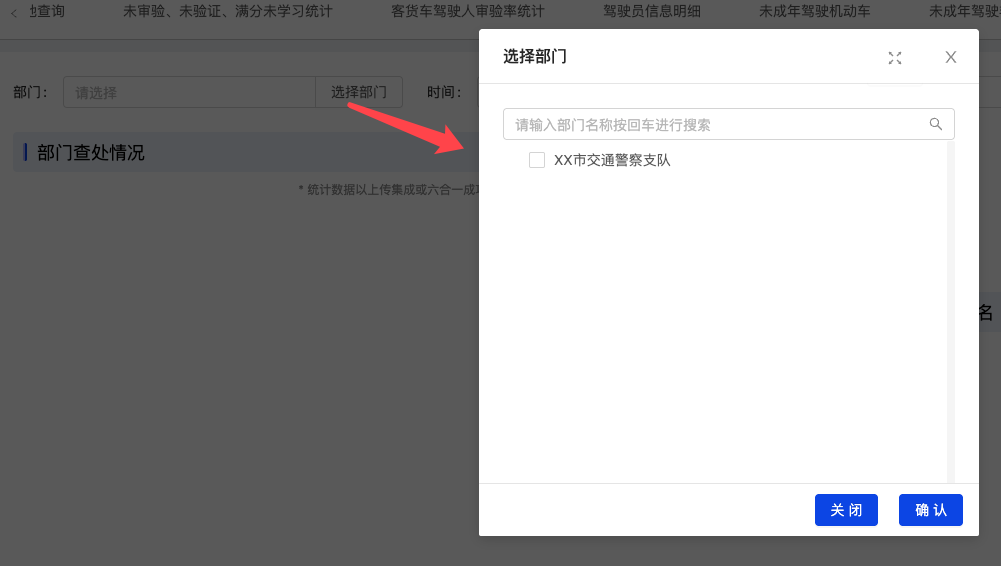 查询
未审验、未验证、满分未学习统计
客货车驾驶人审验率统计
驾驶员信息明细
未成年驾驶机动车
未成年驾驶
选择部门
部门：
请选择
选择部门
时间：
请输入部门名称按回车进行搜索
部门查处情况
XX市交通警察支队
* 统计数据以上传集成或六合一成
名
关 闭
确 认